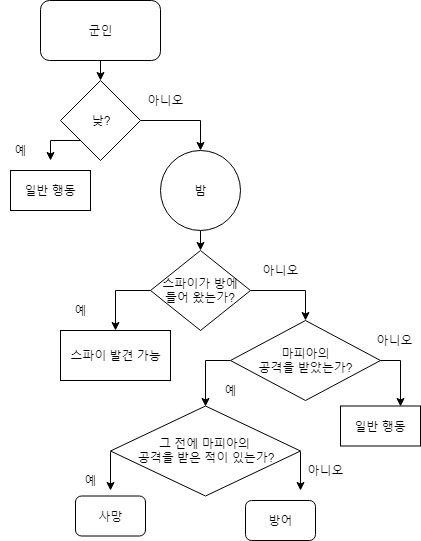 군인
아니오
낮?
예
일반 행동
밤
스파이가 방에
들어 왔는가?
아니오
예
스파이 발견 가능
마피아의
공격을 받았는가?
아니오
예
일반 행동
그 전에 마피아의
공격을 받은 적이 있는가?
예
아니오
사망
방어